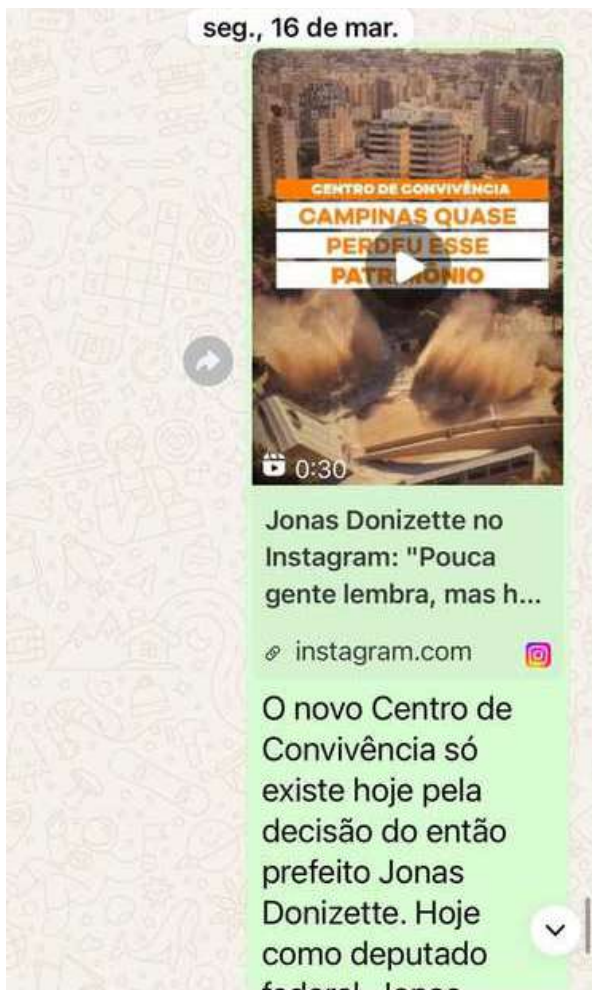 seg., 16 de mar.
CENTRO DE CONVIVÊNCIA
CAMPINAS QUASE
PERDEU ESSE
PATRIMÔNIO
0:30
Jonas Donizette no
Instagram: "Pouca
gente lembra, mas h...
instagram.com
O novo Centro de
Convivência só
existe hoje pela
decisão do então
prefeito Jonas
Donizette. Hoje
como deputado
federal, Jonas